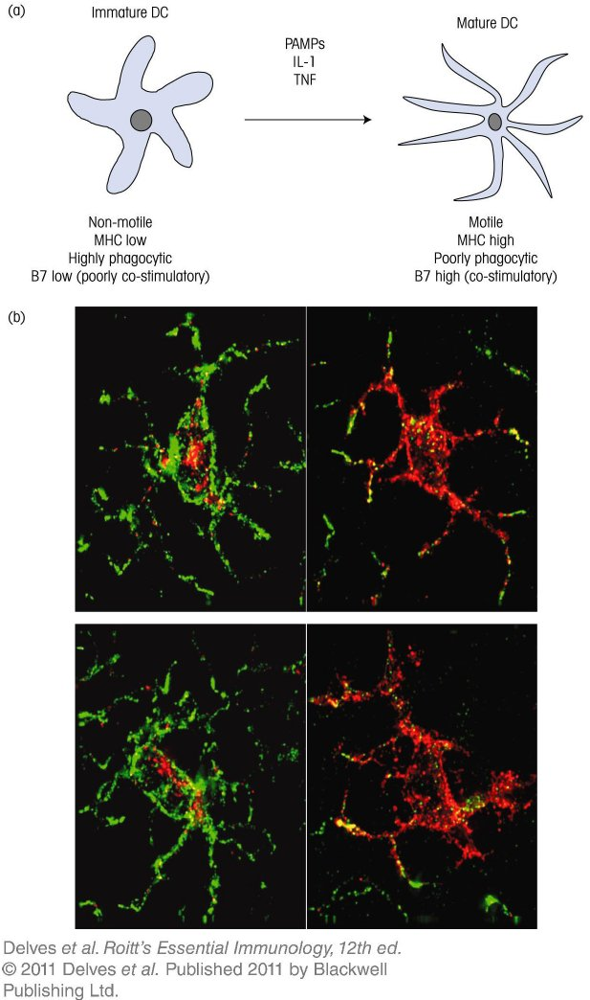 (a)
Immature DC
PAMPs
IL-1
TNF
Mature DC
Non-motile
MHC low
Highly phagocytic
B7 low (poorly co-stimulatory)
Motile
MHC high
Poorly phagocytic
B7 high (co-stimulatory)
(b)
Delves et al. Roitt's Essential Immunology, 12th ed.
© 2011 Delves et al. Published 2011 by Blackwell
Publishing Ltd.